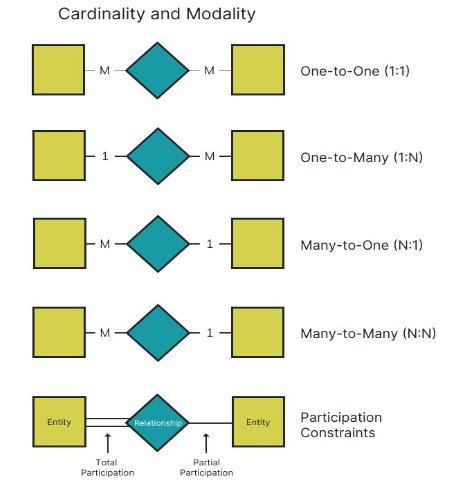 Cardinality and Modality
M M One-to-One (1:1)
1 M One-to-Many (1:N)
M 1 Many-to-One (N:1)
M 1 Many-to-Many (N:N)
Entity Relationship Entity Participation
Constraints
Total Partial
Participation Participation